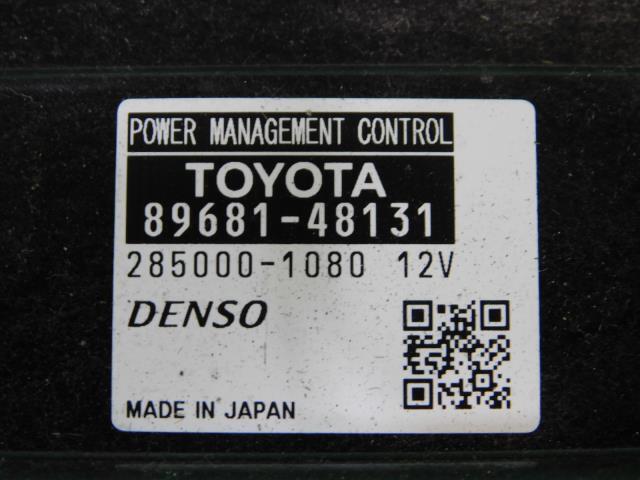 POWER MANAGEMENT CONTROL
TOYOTA
89681-48131
285000-1080 12V
DENSO
MADE IN JAPAN